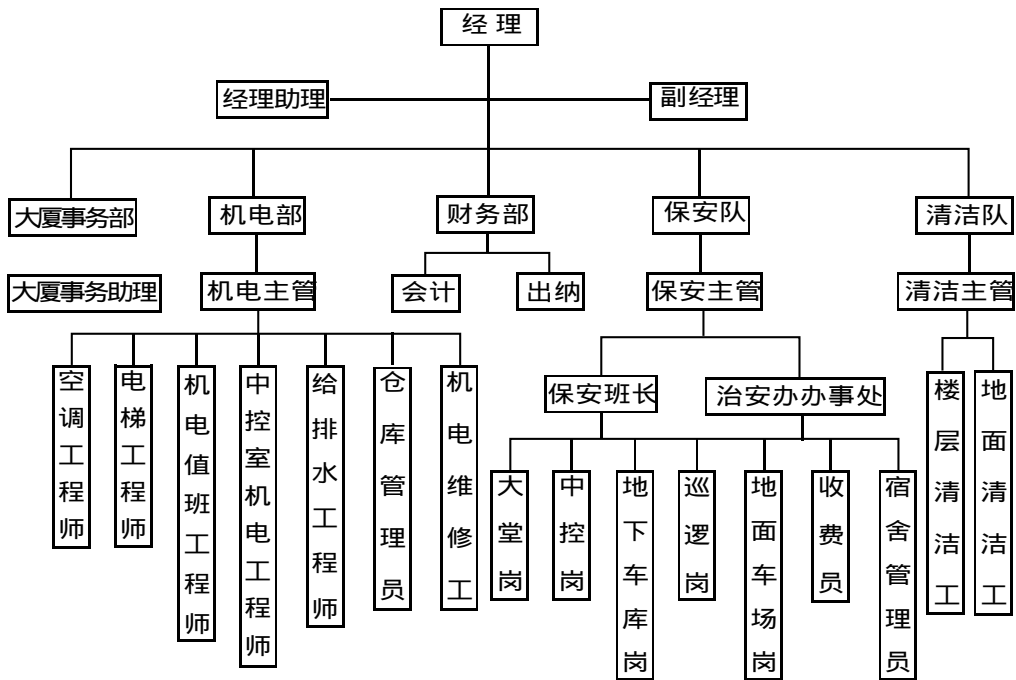 经 理
经理助理
副经理
大厦事务部
机电部
财务部
保安队
清洁队
大厦事务助理
机电主管
会计
出纳
保安主管
清洁主管
空调工程师
电梯工程师
机电值班工程师
中控室机电工程师
给排水工程师
仓库管理员
机电维修工
保安班长
治安办办事处
大堂岗
中控岗
地下车库岗
巡逻岗
地面车场岗
收费员
宿舍管理员
楼层清洁工
地面清洁工